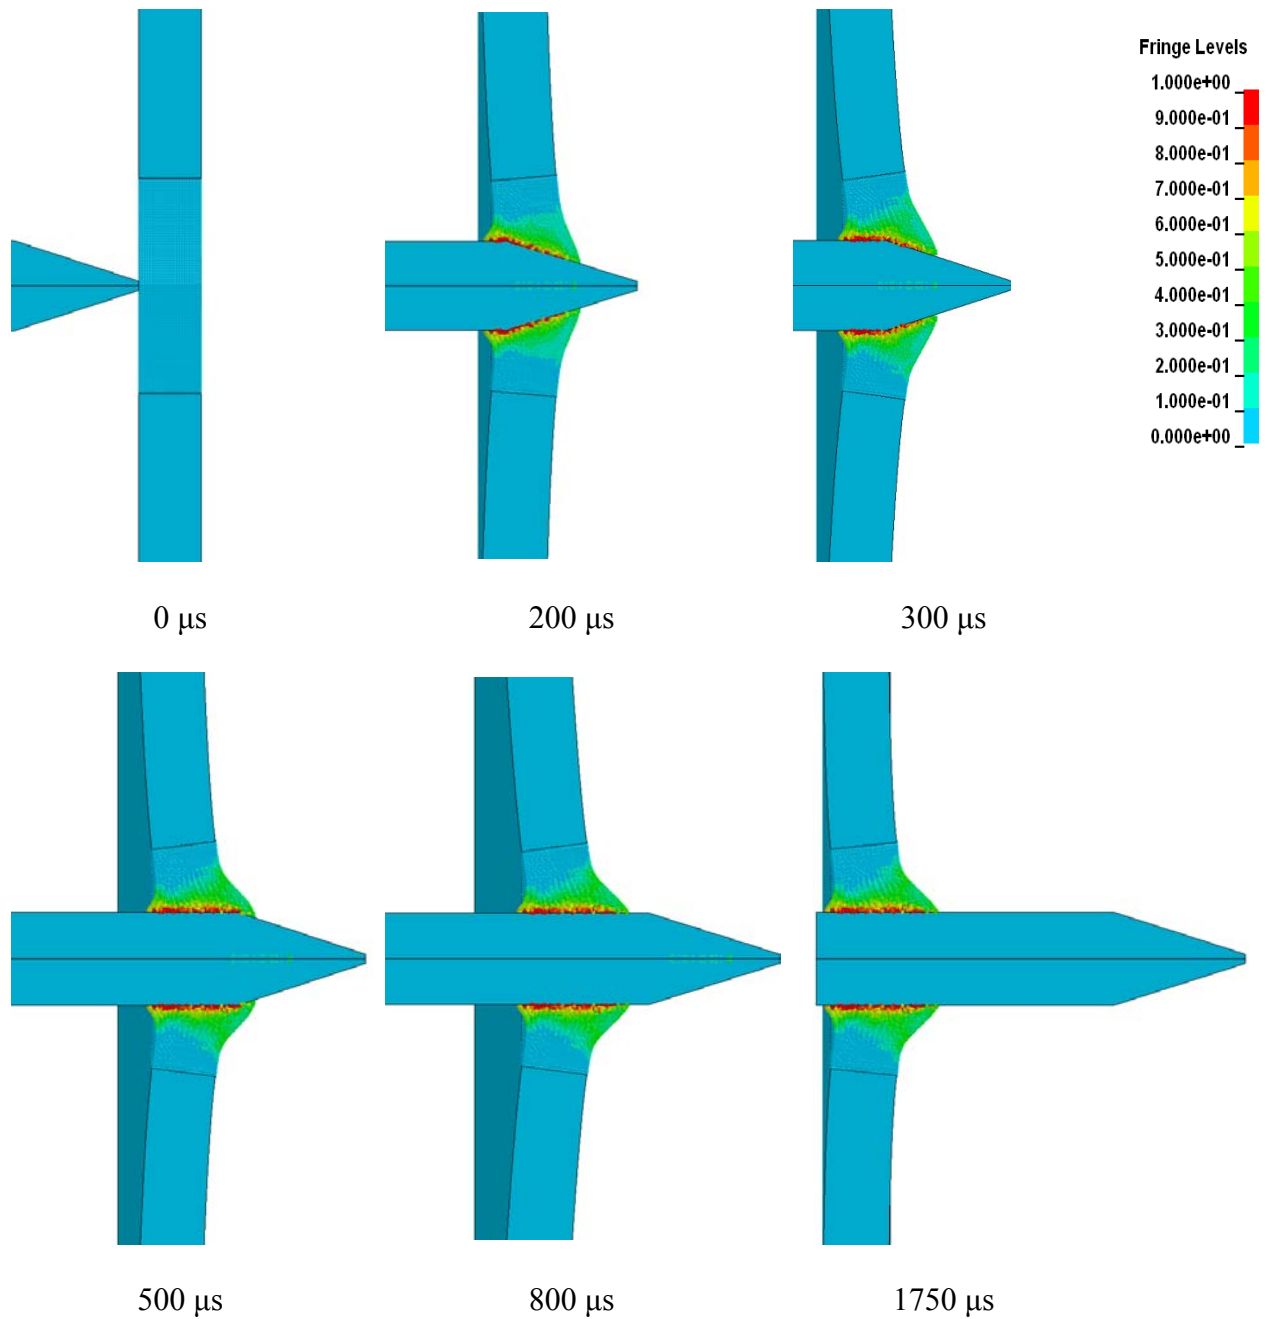 Fringe Levels
1.000e+00
9.000e-01
8.000e-01
7.000e-01
6.000e-01
5.000e-01
4.000e-01
3.000e-01
2.000e-01
1.000e-01
0.000e+00
0 μs
200 μs
300 μs
500 μs
800 μs
1750 μs